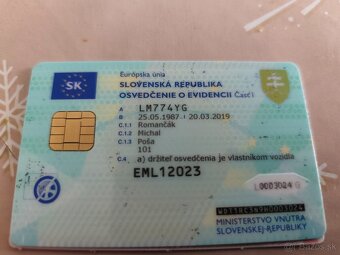 Európska únia
SK
SLOVENSKÁ REPUBLIKA
OSVEDČENIE O EVIDENCII Časť I
A LM774YG
B 25.05.1987 / 20.03.2019
C.1.1 Romančák
C.1.2 Michal
C.1.3 Poša
101
C.4 a) držiteľ osvedčenia je vlastníkom vozidla
EML12023
MINISTERSTVO VNÚTRA
SLOVENSKEJ REPUBLIKY